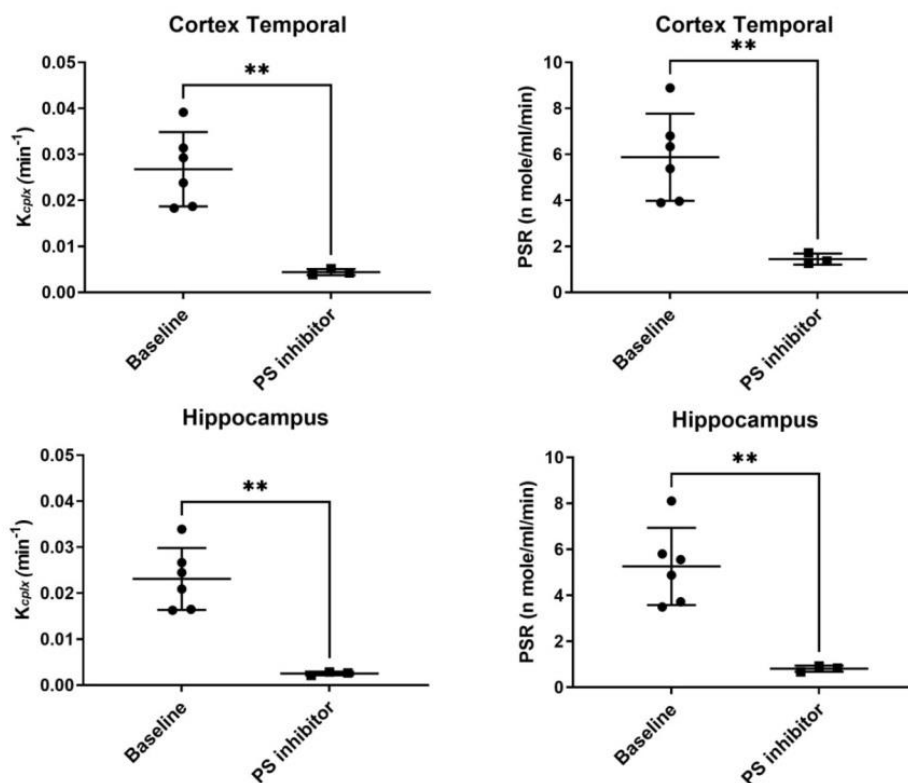 Cortex Temporal
**
0.05
0.04
0.03
0.02
0.01
0.00
Kcplx (min-1)
Baseline
PS inhibitor
Cortex Temporal
**
10
8
6
4
2
0
PSR (n mole/ml/min)
Baseline
PS inhibitor
Hippocampus
**
0.05
0.04
0.03
0.02
0.01
0.00
Kcplx (min-1)
Baseline
PS inhibitor
Hippocampus
**
10
8
6
4
2
0
PSR (n mole/ml/min)
Baseline
PS inhibitor